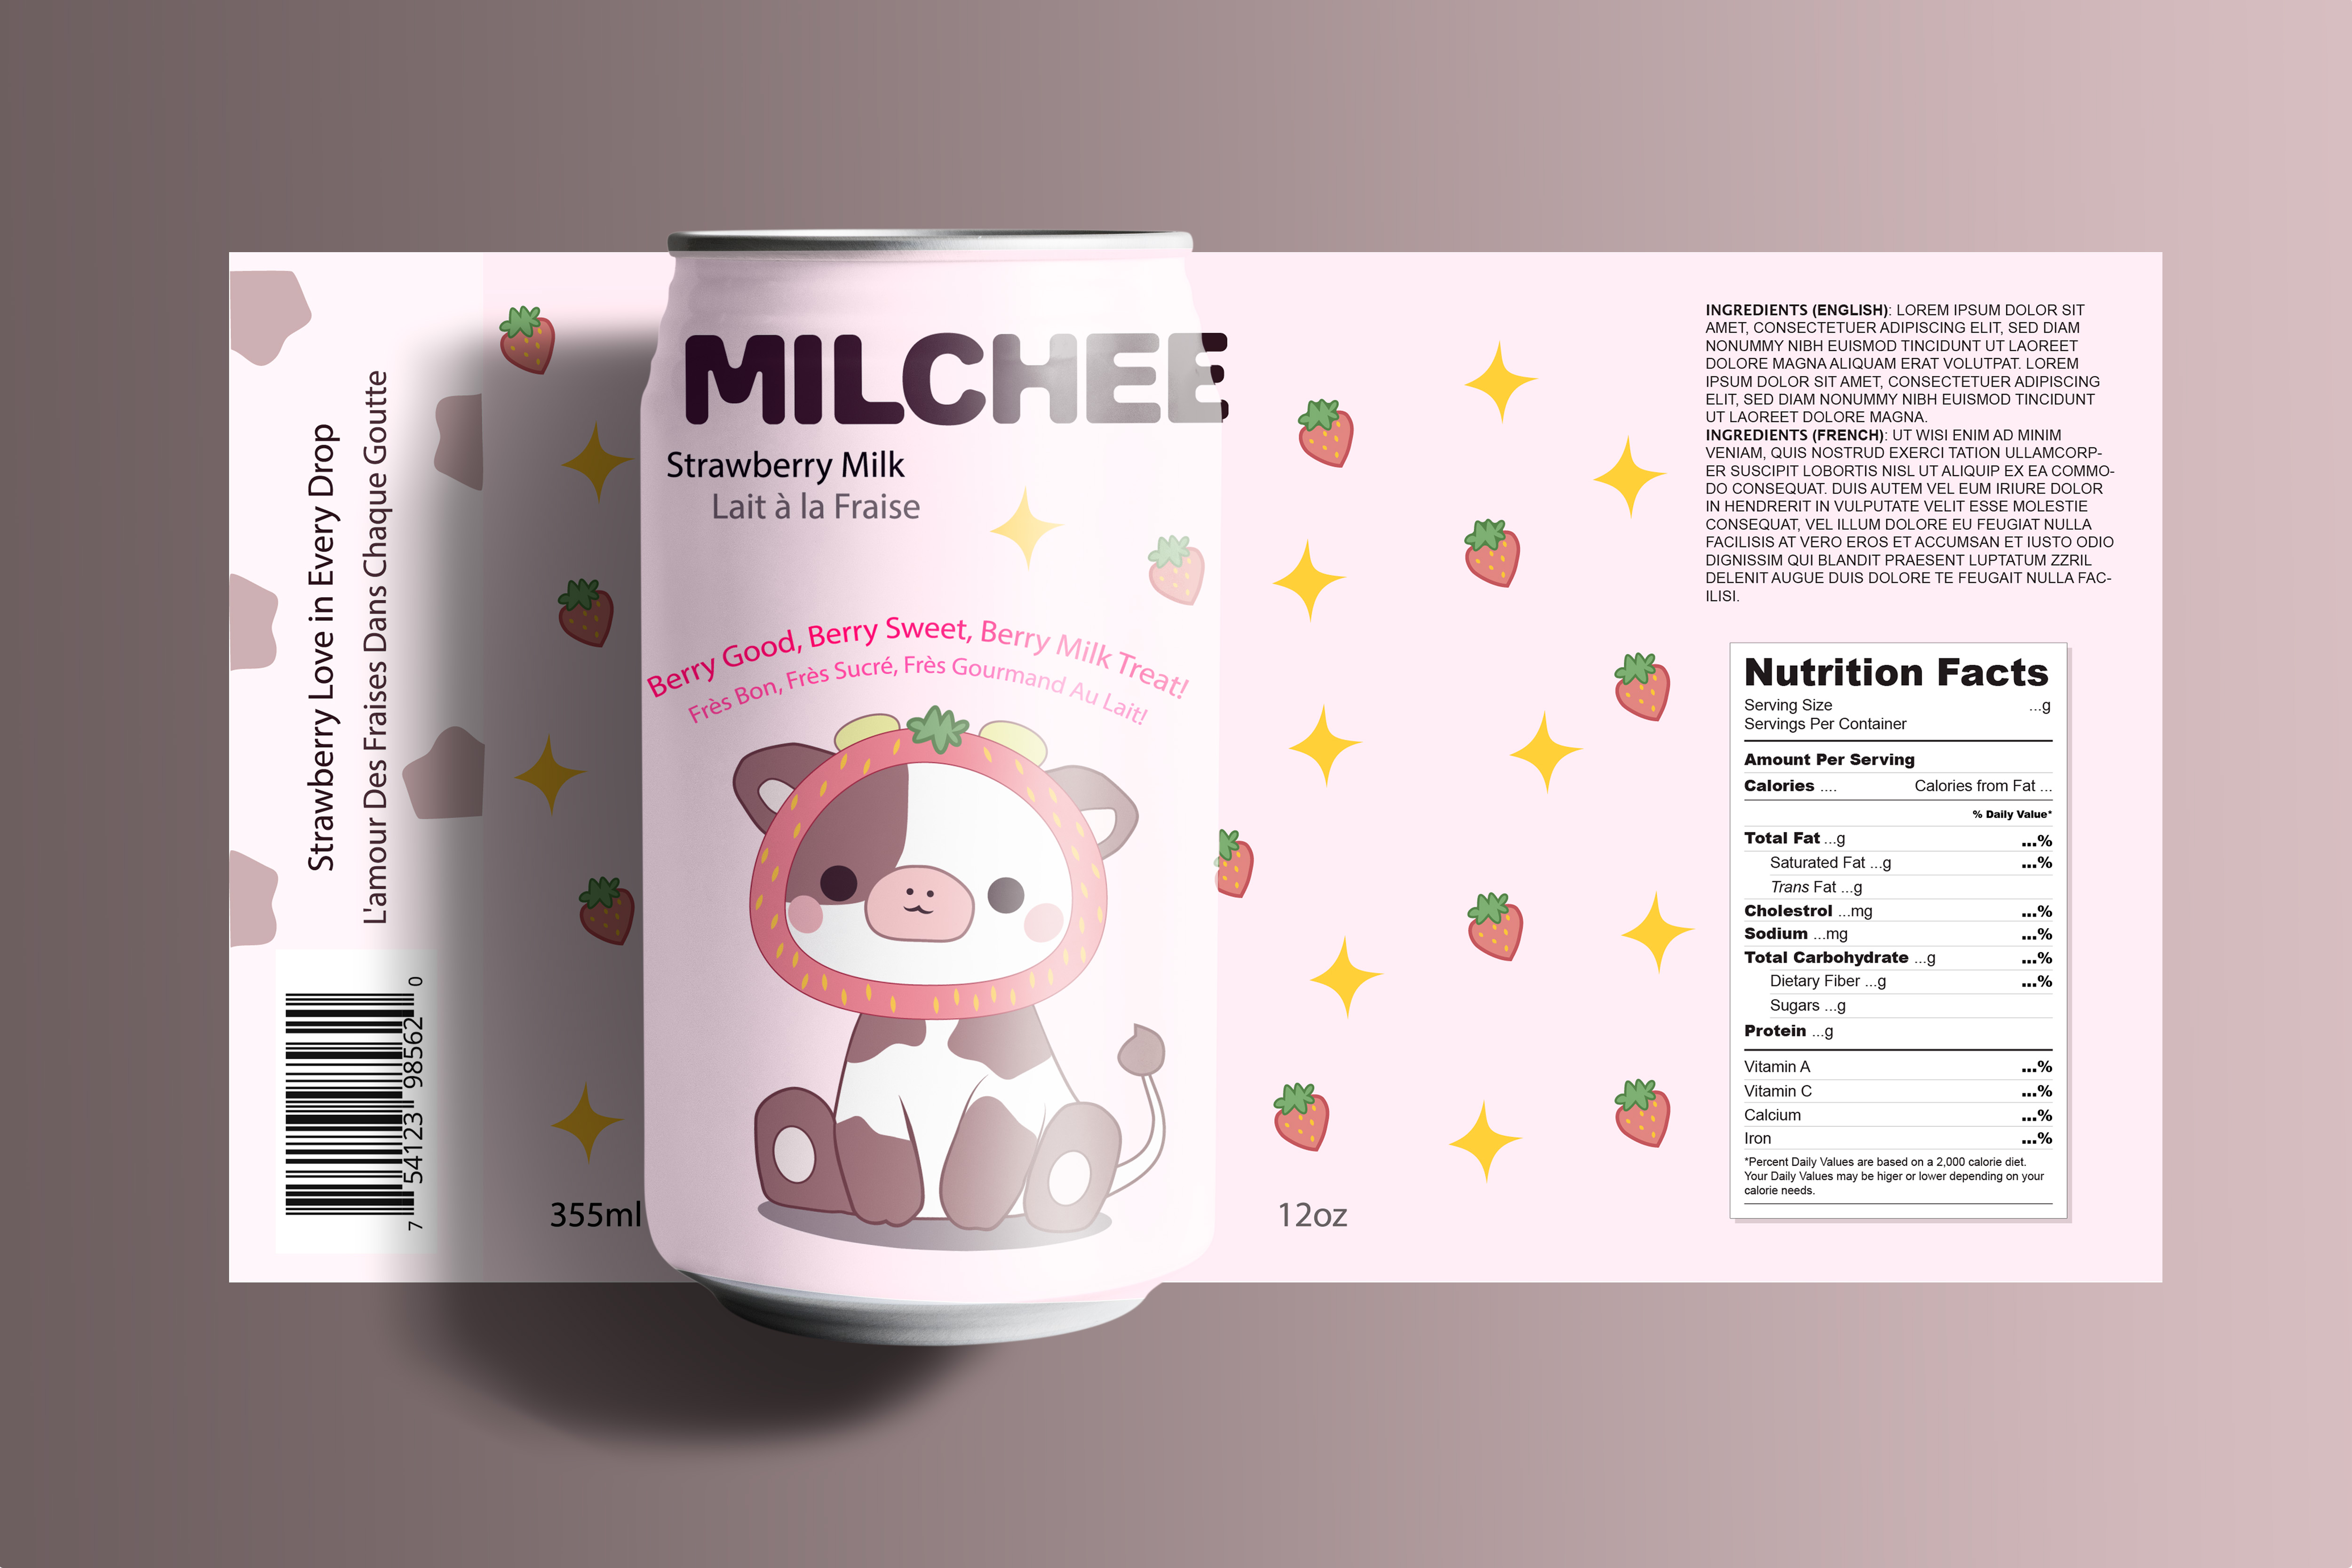 Strawberry Love in Every Drop
L'amour Des Fraises Dans Chaque Goutte
7 54123 98562 0
MILCHEE
Strawberry Milk
Lait à la Fraise
Berry Good, Berry Sweet, Berry Milk Treat!
Frès Bon, Frès Sucré, Frès Gourmand Au Lait!
355ml
12oz
INGREDIENTS (ENGLISH): LOREM IPSUM DOLOR SIT
AMET, CONSECTETUER ADIPISCING ELIT, SED DIAM
NONUMMY NIBH EUISMOD TINCIDUNT UT LAOREET
DOLORE MAGNA ALIQUAM ERAT VOLUTPAT. LOREM
IPSUM DOLOR SIT AMET, CONSECTETUER ADIPISCING
ELIT, SED DIAM NONUMMY NIBH EUISMOD TINCIDUNT
UT LAOREET DOLORE MAGNA.
INGREDIENTS (FRENCH): UT WISI ENIM AD MINIM
VENIAM, QUIS NOSTRUD EXERCI TATION ULLAMCORP-
ER SUSCIPIT LOBORTIS NISL UT ALIQUIP EX EA COMMO-
DO CONSEQUAT. DUIS AUTEM VEL EUM IRIURE DOLOR
IN HENDRERIT IN VULPUTATE VELIT ESSE MOLESTIE
CONSEQUAT, VEL ILLUM DOLORE EU FEUGIAT NULLA
FACILISIS AT VERO EROS ET ACCUMSAN ET IUSTO ODIO
DIGNISSIM QUI BLANDIT PRAESENT LUPTATUM ZZRIL
DELENIT AUGUE DUIS DOLORE TE FEUGAIT NULLA FAC-
ILISI.
Nutrition Facts
Serving Size ...g
Servings Per Container
Amount Per Serving
Calories .... Calories from Fat ...
% Daily Value*
Total Fat ...g ...%
Saturated Fat ...g ...%
Trans Fat ...g
Cholestrol ...mg ...%
Sodium ...mg ...%
Total Carbohydrate ...g ...%
Dietary Fiber ...g ...%
Sugars ...g
Protein ...g
Vitamin A ...%
Vitamin C ...%
Calcium ...%
Iron ...%
*Percent Daily Values are based on a 2,000 calorie diet.
Your Daily Values may be higer or lower depending on your
calorie needs.